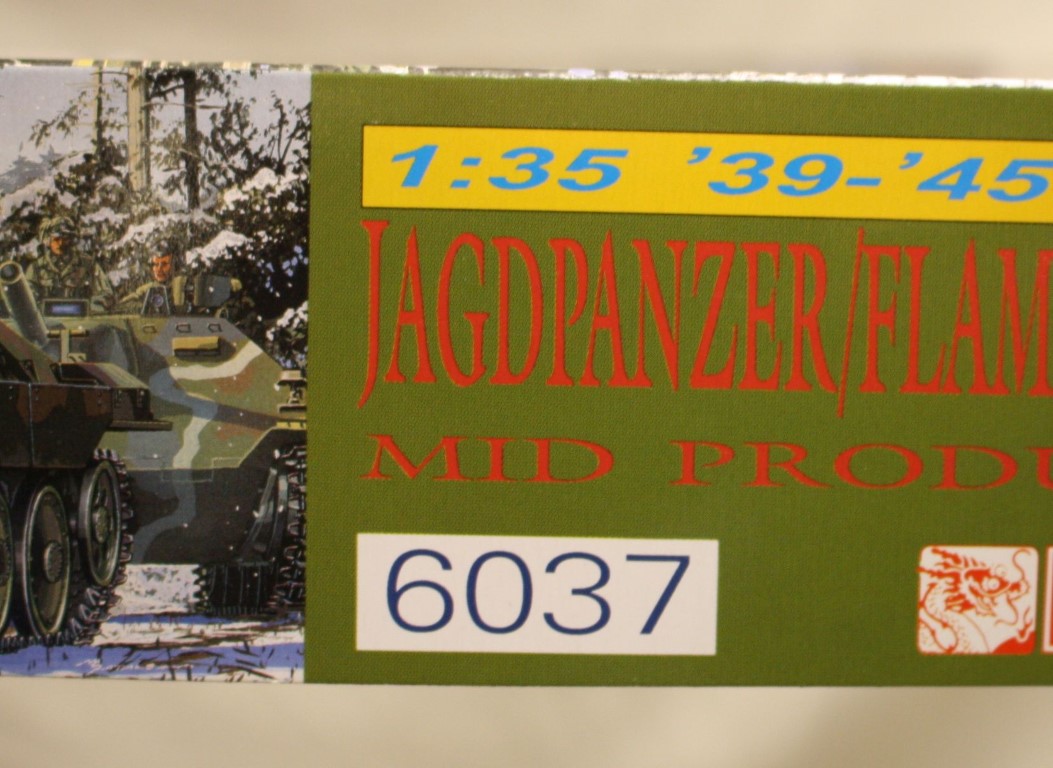 1:35 '39-'45
JAGDPANZER/FLAM
MID PRODU
6037